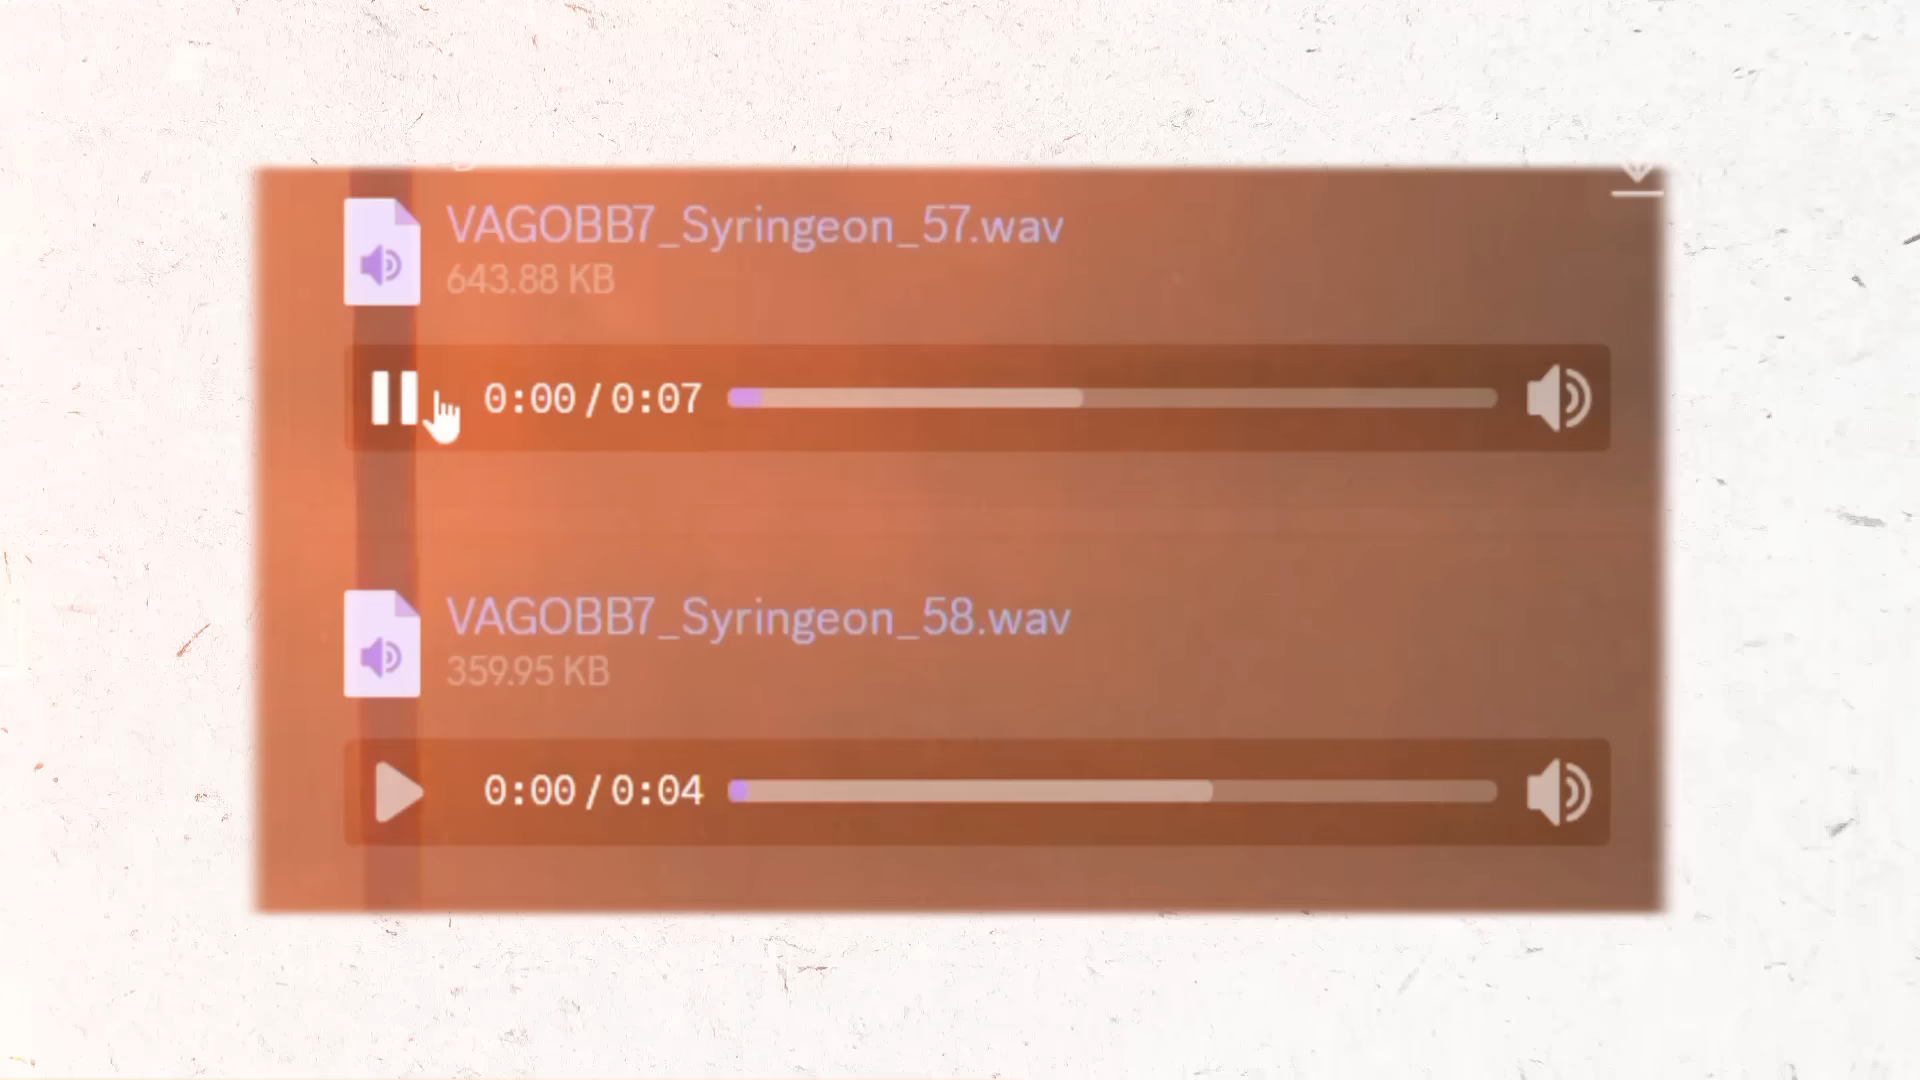 VAGOBB7_Syringeon_57.wav
643.88 KB
0:00 / 0:07
VAGOBB7_Syringeon_58.wav
359.95 KB
0:00 / 0:04